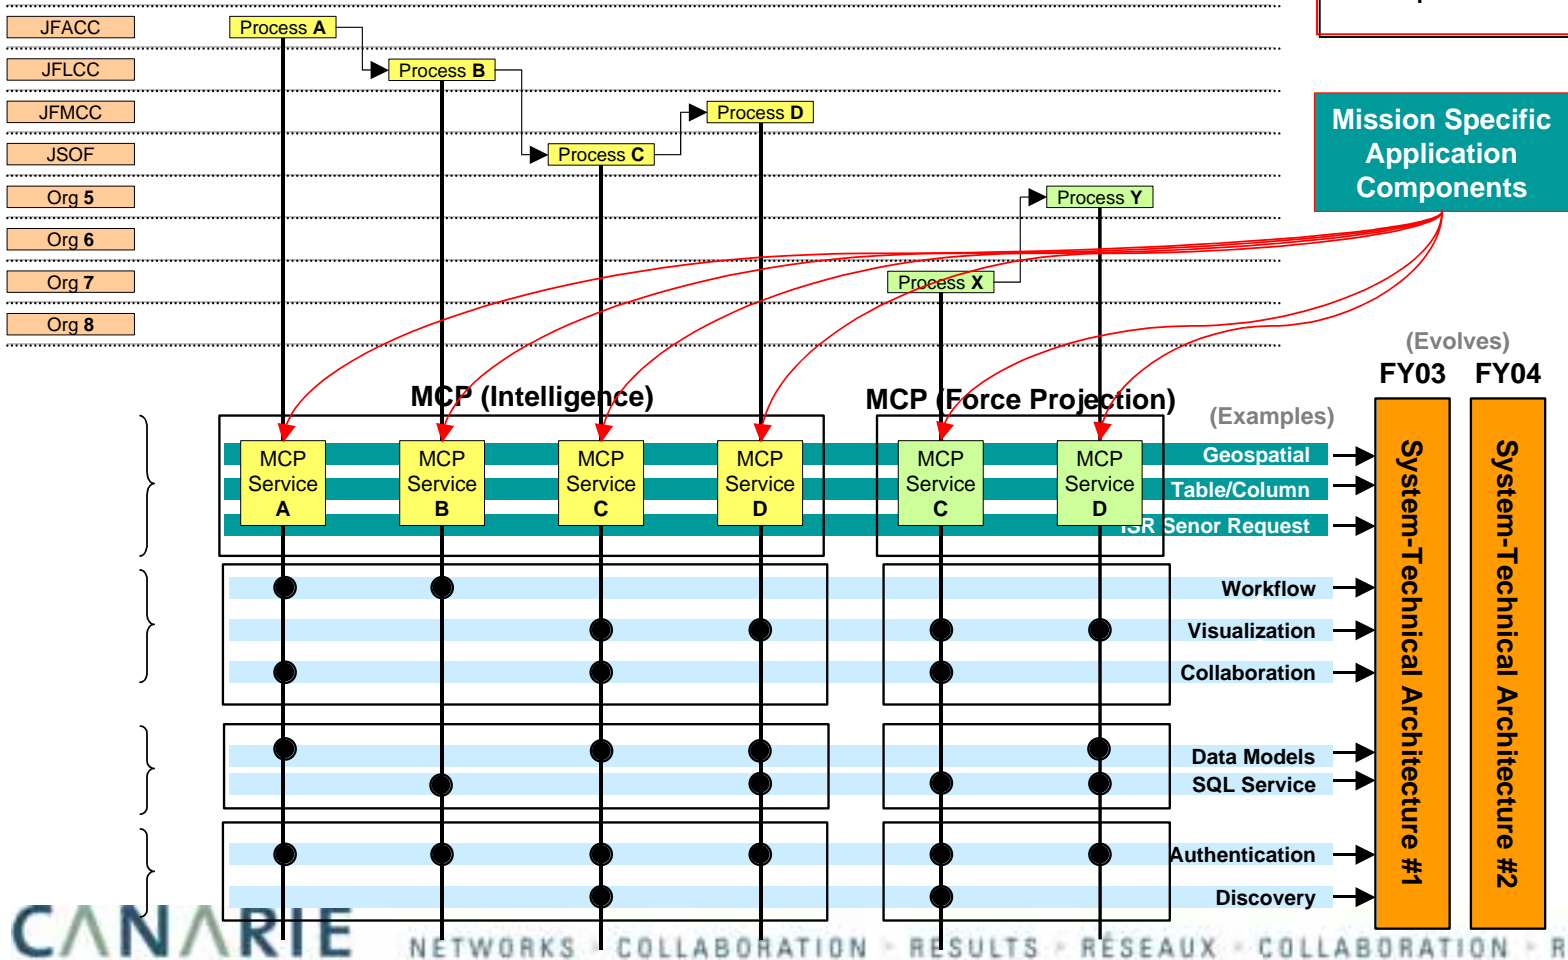 JFACC
Process A
JFLCC
Process B
JFMCC
Process D
JSOF
Process C
Org 5
Process Y
Org 6
Org 7
Process X
Org 8
Mission Specific
Application
Components
(Evolves)
FY03
FY04
MCP (Intelligence)
MCP (Force Projection)
(Examples)
MCP
Service
A
MCP
Service
B
MCP
Service
C
MCP
Service
D
MCP
Service
C
MCP
Service
D
Geospatial
Table/Column
ISR Senor Request
Workflow
Visualization
Collaboration
Data Models
SQL Service
Authentication
Discovery
System-Technical Architecture #1
System-Technical Architecture #2
CANARIE
NETWORKS - COLLABORATION - RESULTS - RÉSEAUX - COLLABORATION - R